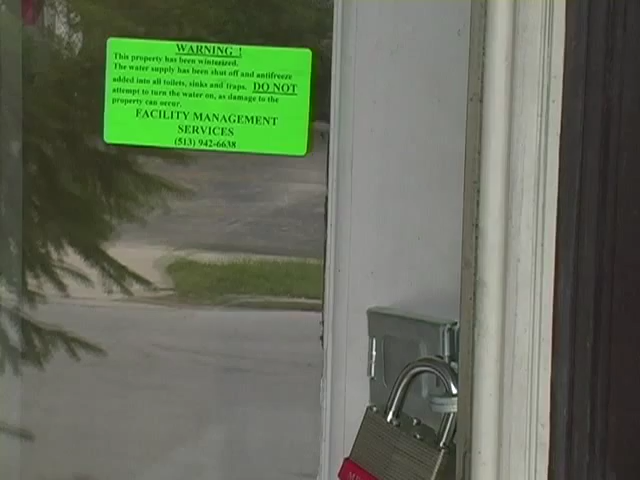 WARNING !
This property has been winterized.
The water supply has been shut off and antifreeze
added into all toilets, sinks and traps. DO NOT
attempt to turn the water on, as damage to the
property can occur.
FACILITY MANAGEMENT
SERVICES
(513) 942-6638